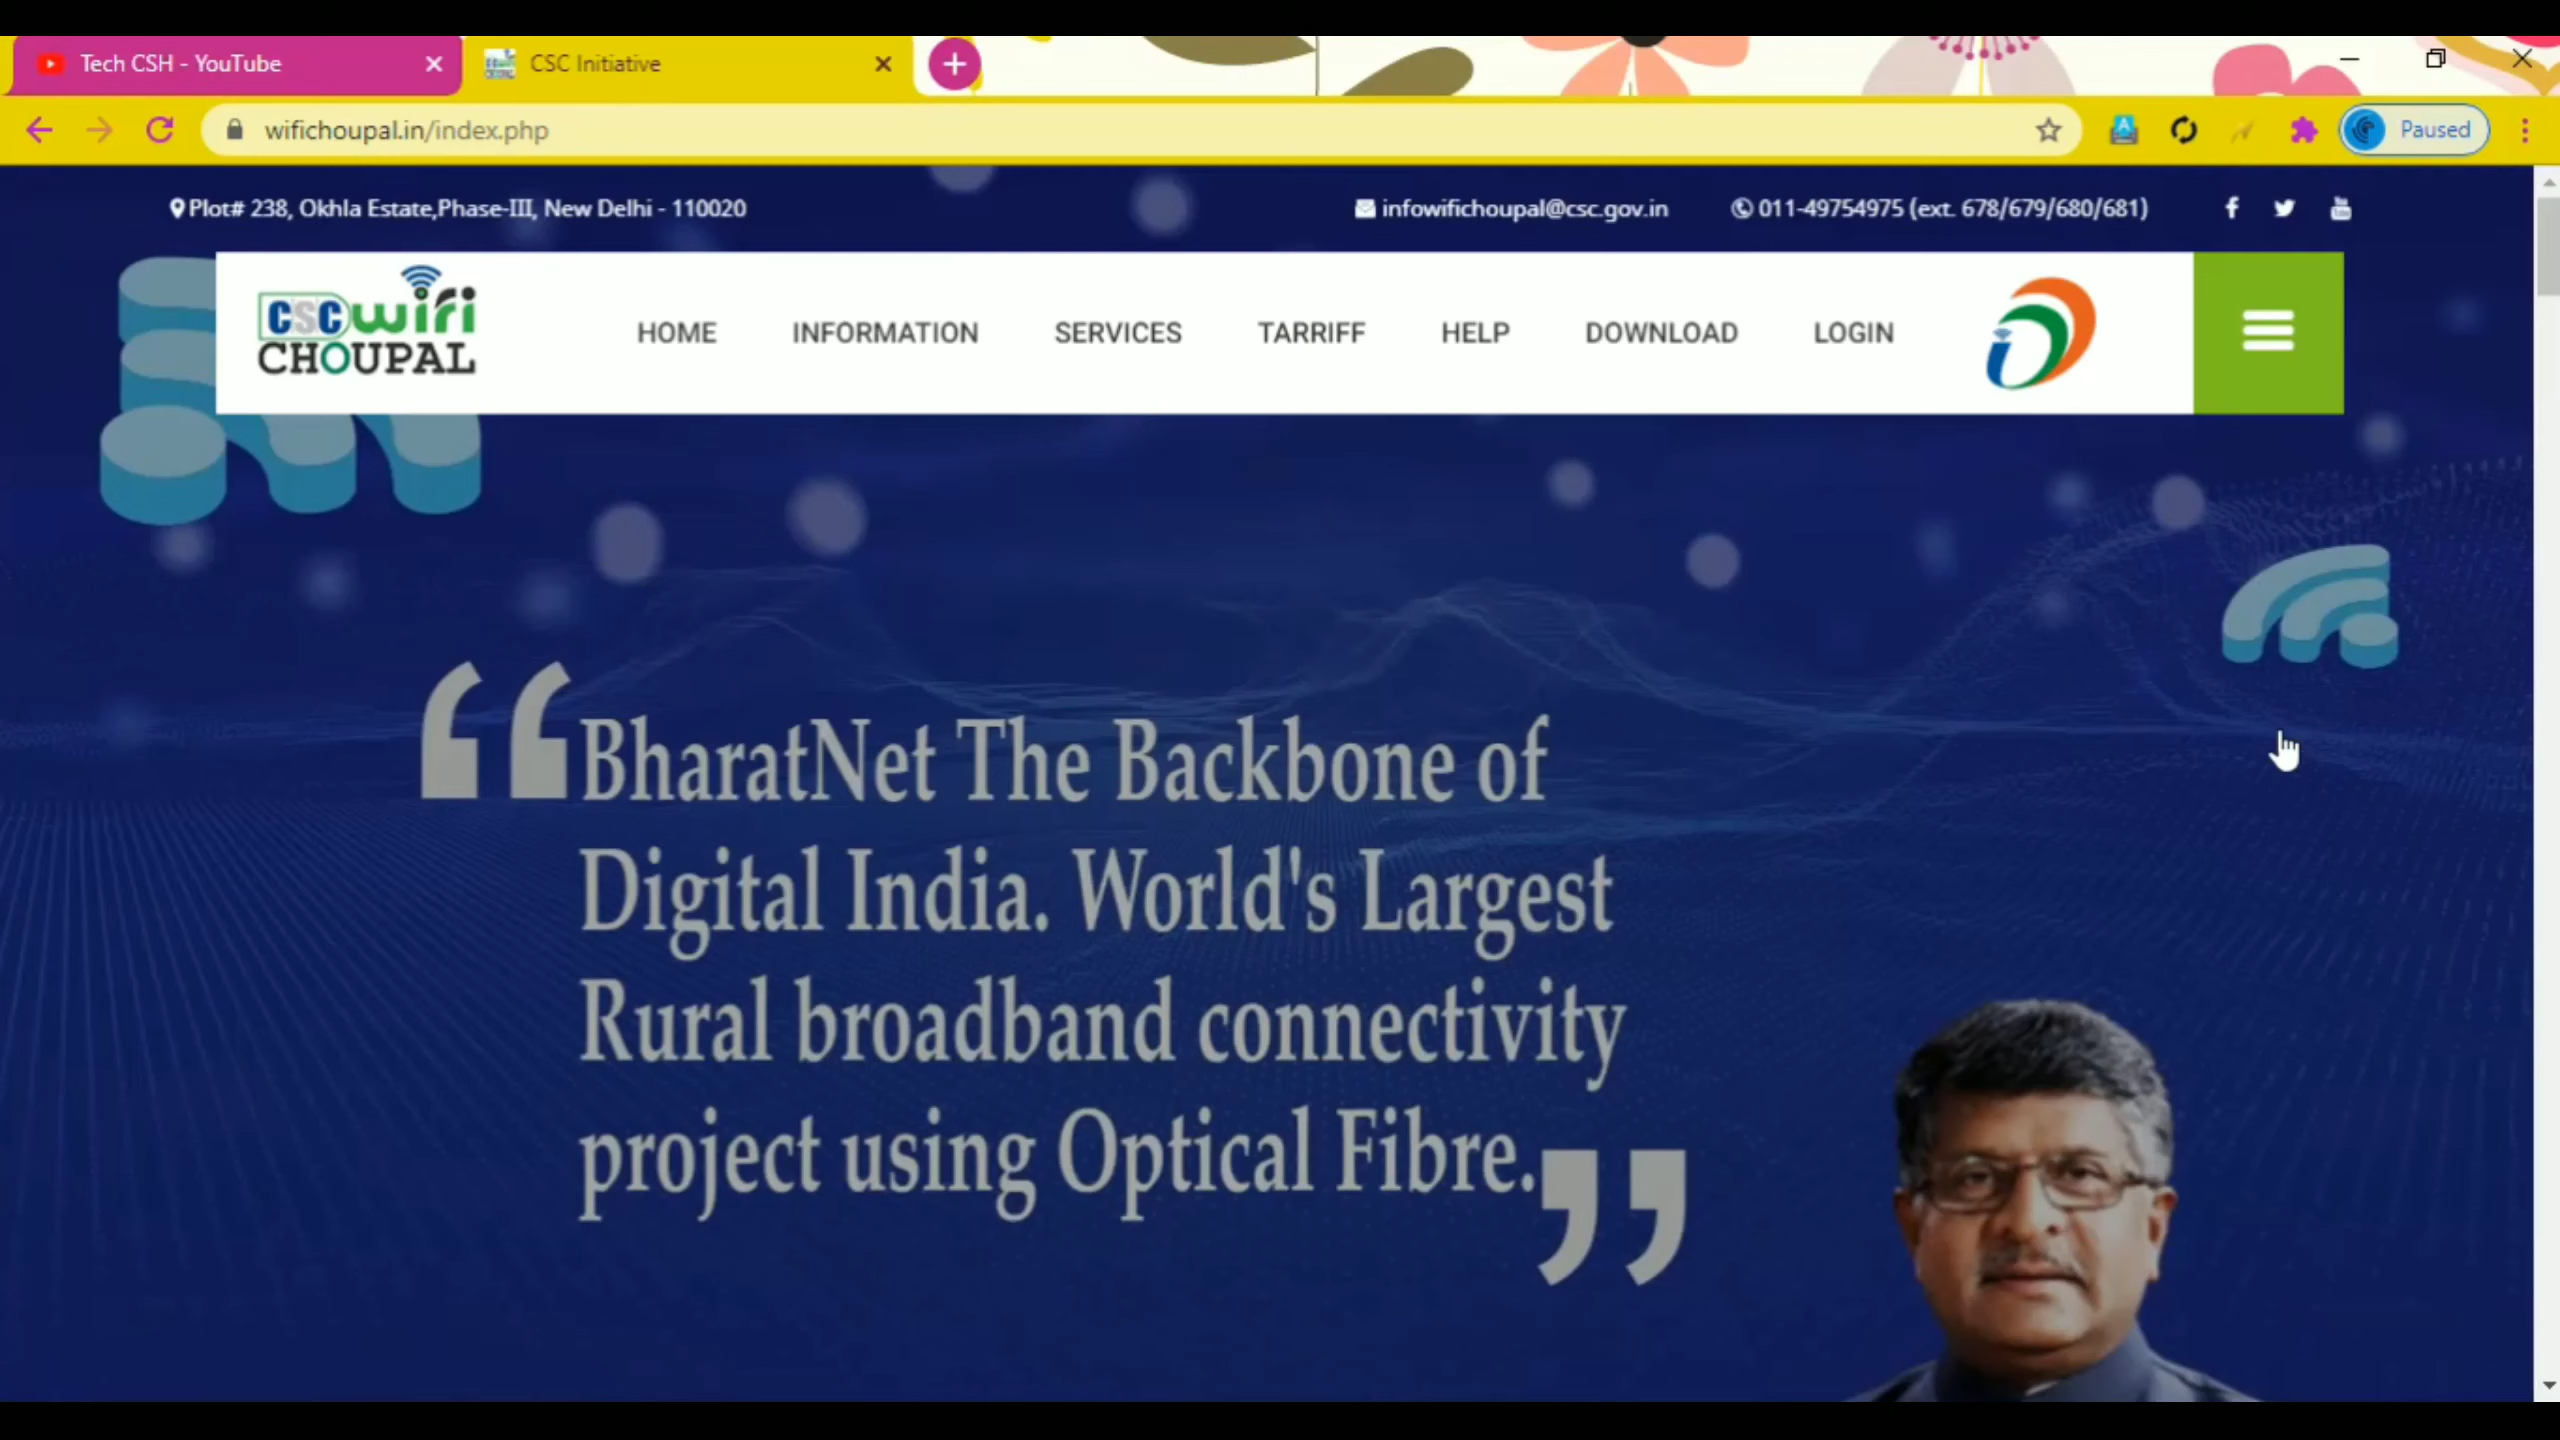 Tech CSH - YouTube
CSC Initiative
wifichoupal.in/index.php
Paused
Plot# 238, Okhla Estate,Phase-III, New Delhi - 110020
infowifichoupal@csc.gov.in
011-49754975 (ext. 678/679/680/681)
CSC wifi
CHOUPAL
HOME
INFORMATION
SERVICES
TARRIFF
HELP
DOWNLOAD
LOGIN
“BharatNet The Backbone of
Digital India. World's Largest
Rural broadband connectivity
project using Optical Fibre.”